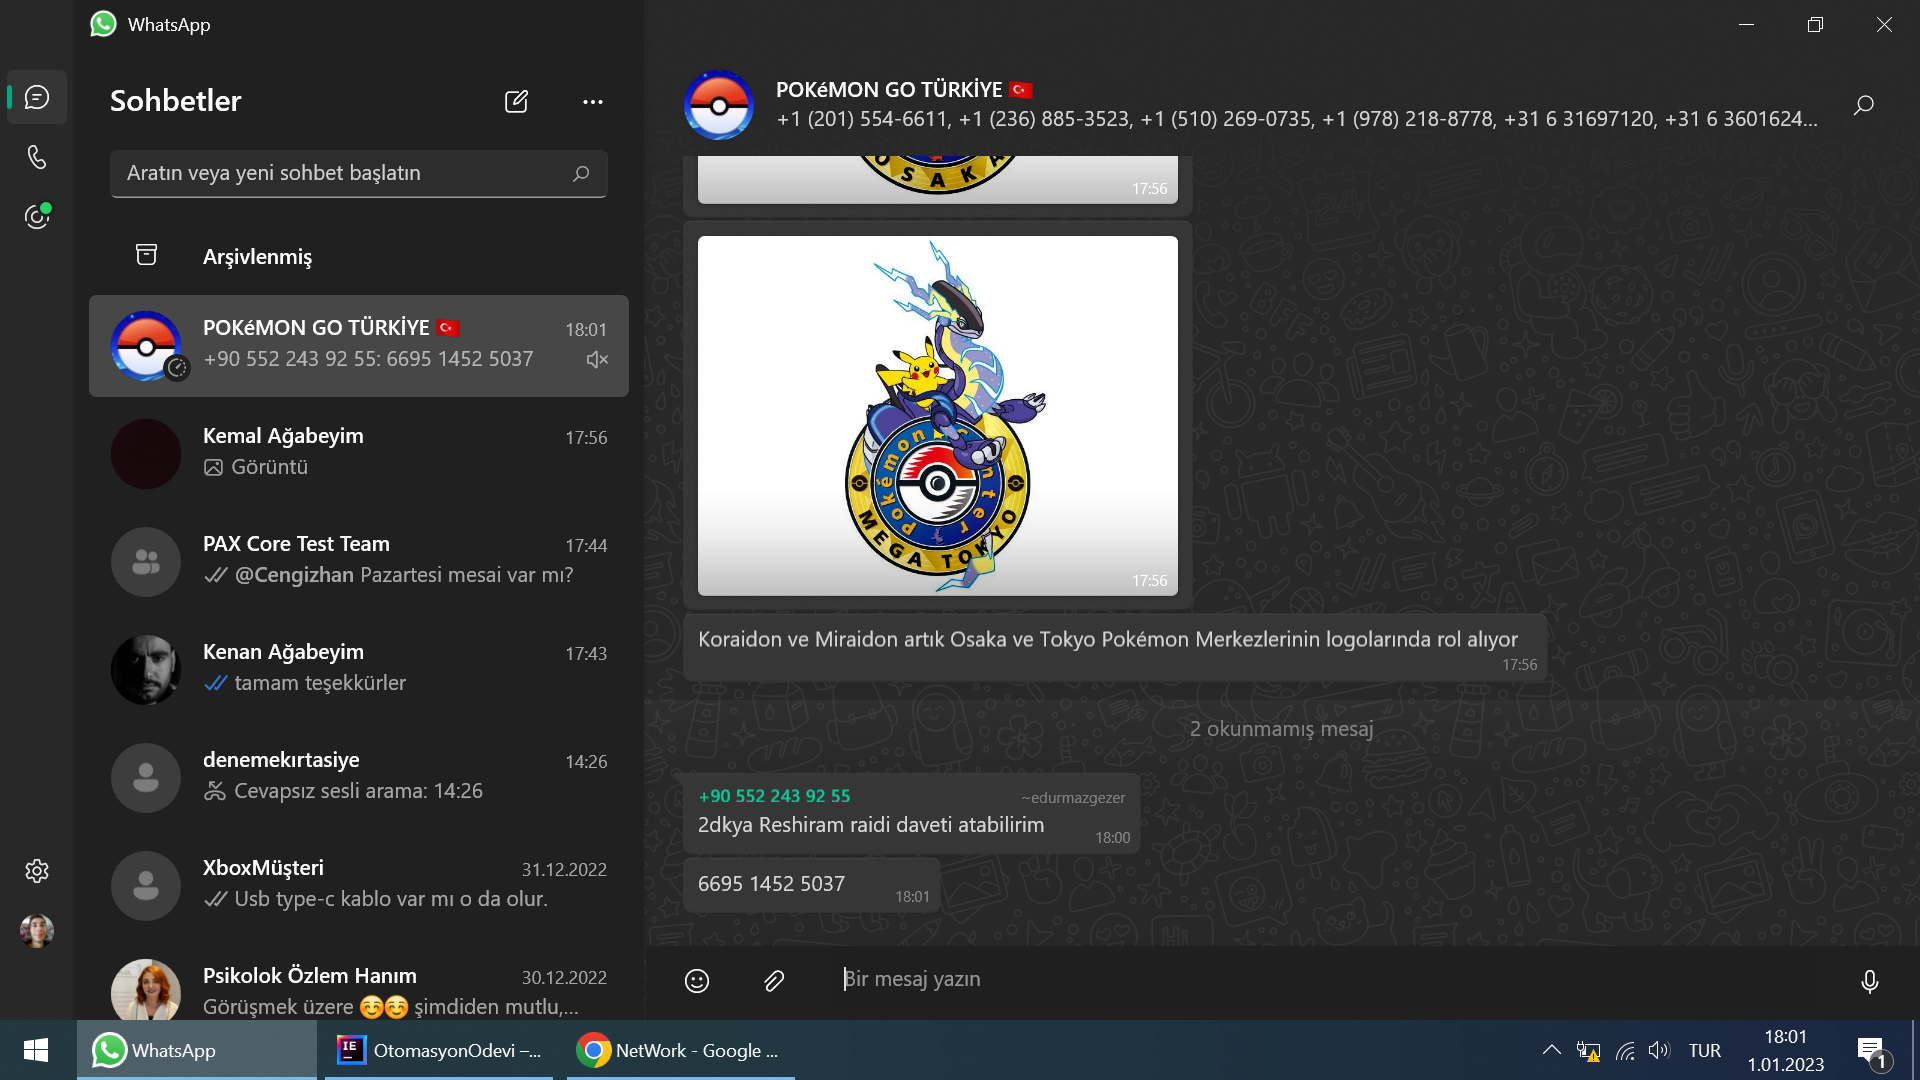 WhatsApp
Sohbetler
Aratın veya yeni sohbet başlatın
Arşivlenmiş
POKéMON GO TÜRKİYE 🇹🇷
18:01
+90 552 243 92 55: 6695 1452 5037
Kemal Ağabeyim
17:56
Görüntü
PAX Core Test Team
17:44
@Cengizhan Pazartesi mesai var mı?
Kenan Ağabeyim
17:43
tamam teşekkürler
denemekırtasiye
14:26
Cevapsız sesli arama: 14:26
XboxMüşteri
31.12.2022
Usb type-c kablo var mı o da olur.
Psikolok Özlem Hanım
30.12.2022
Görüşmek üzere ☺️☺️ şimdiden mutlu,...
POKéMON GO TÜRKİYE 🇹🇷
+1 (201) 554-6611, +1 (236) 885-3523, +1 (510) 269-0735, +1 (978) 218-8778, +31 6 31697120, +31 6 3601624...
OSAKA
17:56
pokémon center
MEGA TOKYO
17:56
Koraidon ve Miraidon artık Osaka ve Tokyo Pokémon Merkezlerinin logolarında rol alıyor
17:56
2 okunmamış mesaj
+90 552 243 92 55
~edurmazgezer
2dkya Reshiram raidi daveti atabilirim
18:00
6695 1452 5037
18:01
Bir mesaj yazın
WhatsApp
IE
OtomasyonOdevi –...
NetWork - Google ...
TUR
18:01
1.01.2023
1